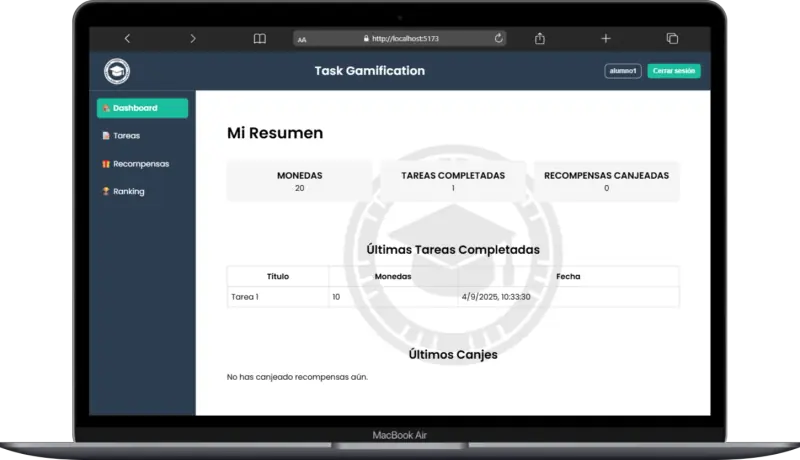 AA
http://localhost:5173
Task Gamification
alumno1
Cerrar sesión
Dashboard
Tareas
Recompensas
Ranking
Mi Resumen
MONEDAS
20
TAREAS COMPLETADAS
1
RECOMPENSAS CANJEADAS
0
Últimas Tareas Completadas
Título Monedas Fecha
Tarea 1 10 4/9/2025, 10:33:30
Últimos Canjes
No has canjeado recompensas aún.
MacBook Air